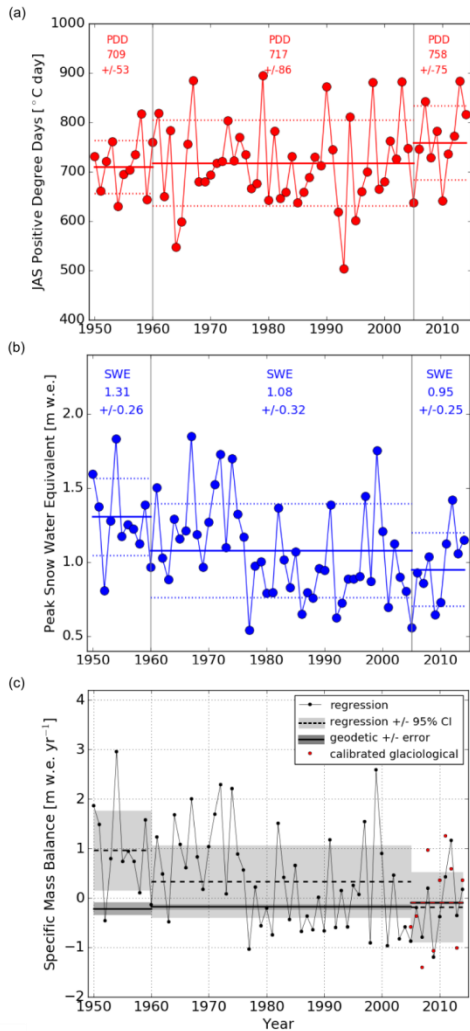 (a)
PDD PDD PDD
709 717 758
+/-53 +/-86 +/-75
JAS Positive Degree Days [°C day]
1000
900
800
700
600
500
400
1950 1960 1970 1980 1990 2000 2010
(b)
SWE SWE SWE
1.31 1.08 0.95
+/-0.26 +/-0.32 +/-0.25
Peak Snow Water Equivalent [m w.e.]
2.0
1.5
1.0
0.5
1950 1960 1970 1980 1990 2000 2010
(c)
regression
regression +/- 95% CI
geodetic +/- error
calibrated glaciological
Specific Mass Balance [m w.e. yr⁻¹]
4
3
2
1
0
−1
−2
1950 1960 1970 1980 1990 2000 2010
Year